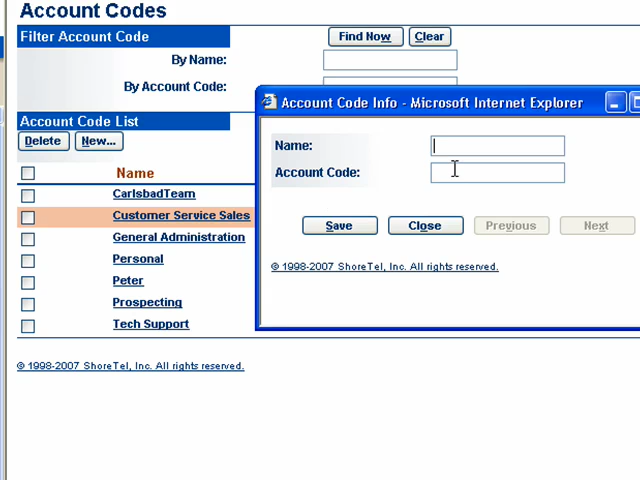 Account Codes
Filter Account Code
Find Now
Clear
By Name:
By Account Code:
Account Code List
Delete
New...
Name
CarlsbadTeam
Customer Service Sales
General Administration
Personal
Peter
Prospecting
Tech Support
© 1998-2007 ShoreTel, Inc. All rights reserved.
Account Code Info - Microsoft Internet Explorer
Name:
Account Code:
Save
Close
Previous
Next
© 1998-2007 ShoreTel, Inc. All rights reserved.